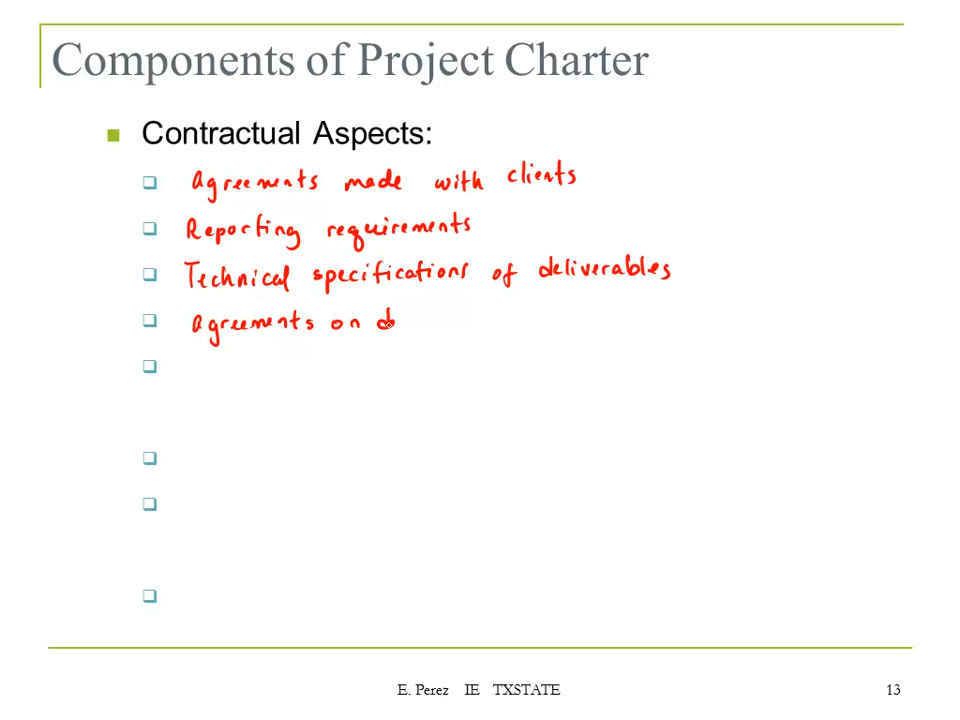 Components of Project Charter
Contractual Aspects:
Agreements made with clients
Reporting requirements
Technical specifications of deliverables
Agreements on d
E. Perez IE TXSTATE 13